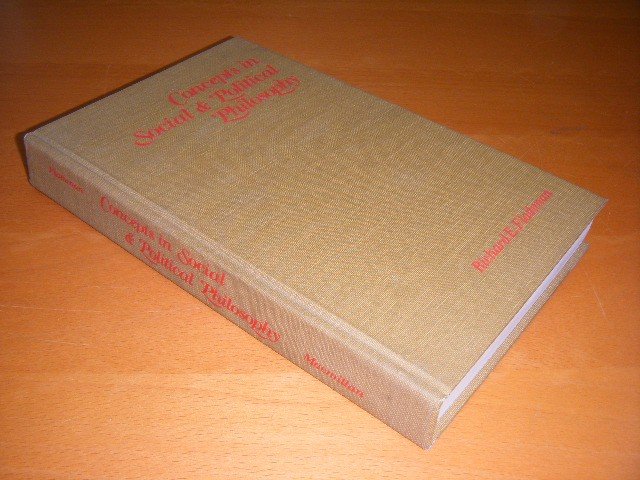 Concepts in
Social & Political
Philosophy
Richard E. Flathman
Flathman
Concepts in Social
& Political Philosophy
Macmillan